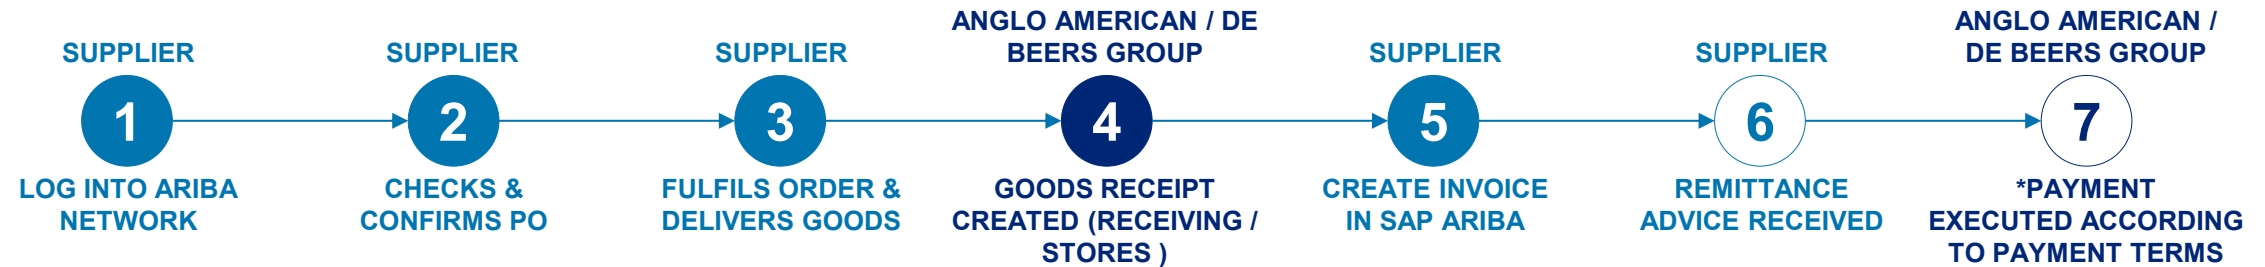 SUPPLIER
1
LOG INTO ARIBA
NETWORK
SUPPLIER
2
CHECKS &
CONFIRMS PO
SUPPLIER
3
FULFILS ORDER &
DELIVERS GOODS
ANGLO AMERICAN / DE
BEERS GROUP
4
GOODS RECEIPT
CREATED (RECEIVING /
STORES )
SUPPLIER
5
CREATE INVOICE
IN SAP ARIBA
SUPPLIER
6
REMITTANCE
ADVICE RECEIVED
ANGLO AMERICAN /
DE BEERS GROUP
7
*PAYMENT
EXECUTED ACCORDING
TO PAYMENT TERMS